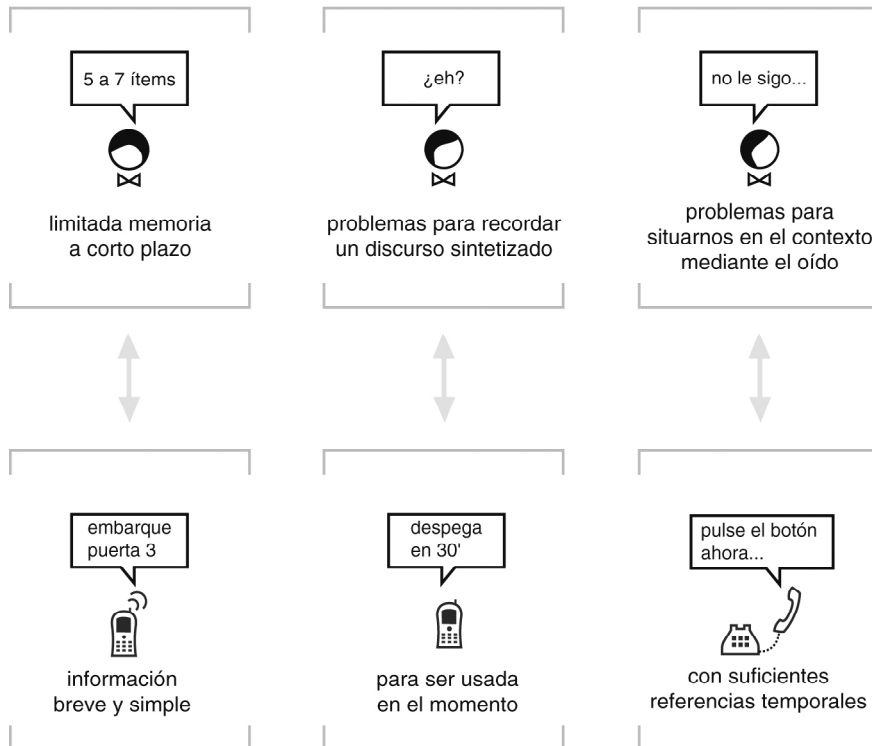 5 a 7 ítems
limitada memoria
a corto plazo
¿eh?
problemas para recordar
un discurso sintetizado
no le sigo...
problemas para
situarnos en el contexto
mediante el oído
embarque
puerta 3
información
breve y simple
despega
en 30'
para ser usada
en el momento
pulse el botón
ahora...
con suficientes
referencias temporales